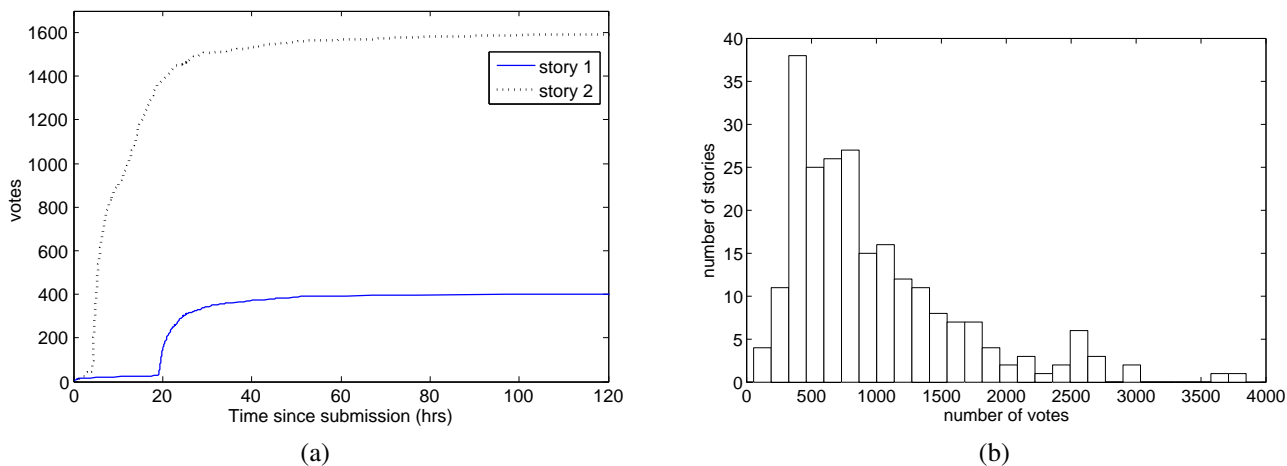 1600
1400
1200
1000
800
600
400
200
0
votes
story 1
story 2
0 20 40 60 80 100 120
Time since submission (hrs)
(a)
40
35
30
25
20
15
10
5
0
number of stories
0 500 1000 1500 2000 2500 3000 3500 4000
number of votes
(b)